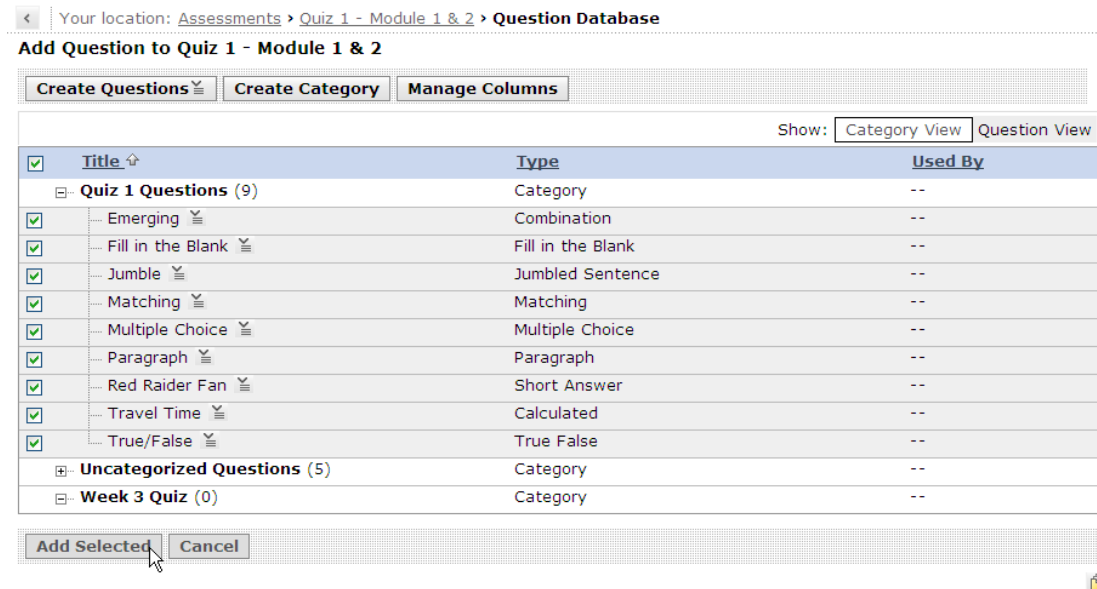 Your location: Assessments › Quiz 1 - Module 1 & 2 › Question Database
Add Question to Quiz 1 - Module 1 & 2
Create Questions Create Category Manage Columns
Show: Category View Question View
Title Type Used By
Quiz 1 Questions (9) Category --
Emerging Combination --
Fill in the Blank Fill in the Blank --
Jumble Jumbled Sentence --
Matching Matching --
Multiple Choice Multiple Choice --
Paragraph Paragraph --
Red Raider Fan Short Answer --
Travel Time Calculated --
True/False True False --
Uncategorized Questions (5) Category --
Week 3 Quiz (0) Category --
Add Selected Cancel